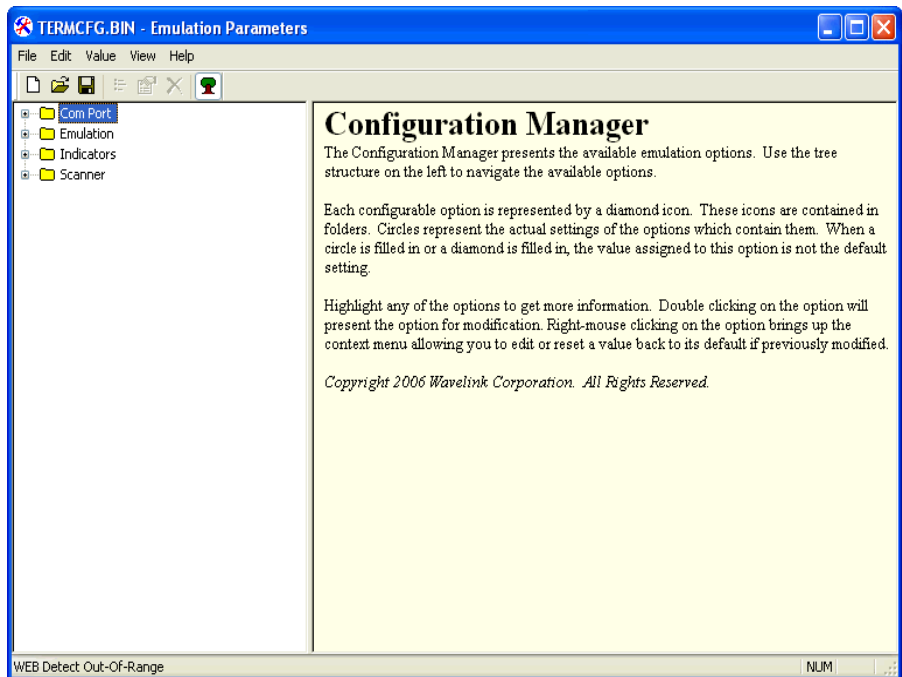 TERMCFG.BIN - Emulation Parameters
File Edit Value View Help
Com Port
Emulation
Indicators
Scanner
Configuration Manager
The Configuration Manager presents the available emulation options. Use the tree
structure on the left to navigate the available options.
Each configurable option is represented by a diamond icon. These icons are contained in
folders. Circles represent the actual settings of the options which contain them. When a
circle is filled in or a diamond is filled in, the value assigned to this option is not the default
setting.
Highlight any of the options to get more information. Double clicking on the option will
present the option for modification. Right-mouse clicking on the option brings up the
context menu allowing you to edit or reset a value back to its default if previously modified.
Copyright 2006 Wavelink Corporation. All Rights Reserved.
WEB Detect Out-Of-Range NUM